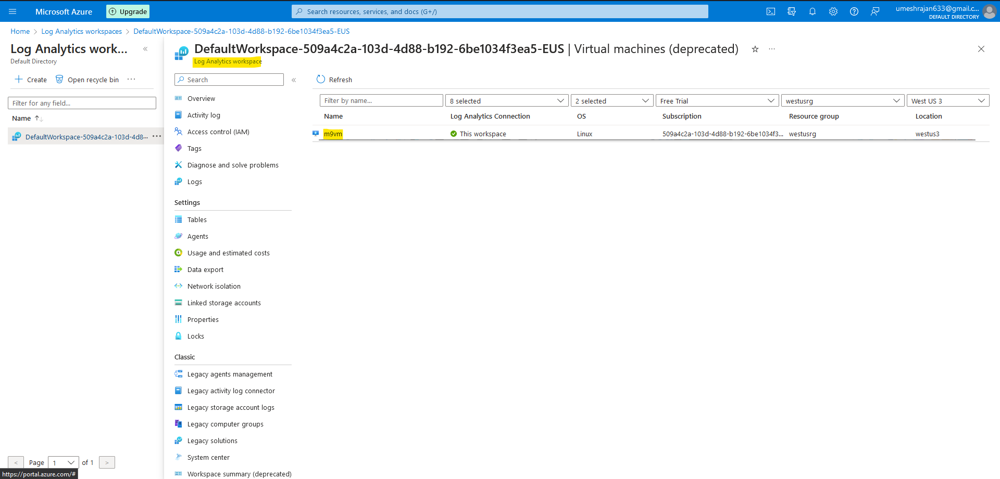 Microsoft Azure
Upgrade
Search resources, services, and docs (G+/)
umeshrajan633@gmail.c...
DEFAULT DIRECTORY
Home > Log Analytics workspaces > DefaultWorkspace-509a4c2a-103d-4d88-b192-6be1034f3ea5-EUS
Log Analytics work...
Default Directory
Create
Open recycle bin
Filter for any field...
Name
DefaultWorkspace-509a4c2a-103d-4d8...
< Page 1 of 1 >
https://portal.azure.com/#
DefaultWorkspace-509a4c2a-103d-4d88-b192-6be1034f3ea5-EUS | Virtual machines (deprecated)
Log Analytics workspace
Search
Overview
Activity log
Access control (IAM)
Tags
Diagnose and solve problems
Logs
Settings
Tables
Agents
Usage and estimated costs
Data export
Network isolation
Linked storage accounts
Properties
Locks
Classic
Legacy agents management
Legacy activity log connector
Legacy storage account logs
Legacy computer groups
Legacy solutions
System center
Workspace summary (deprecated)
Refresh
Filter by name... 8 selected 2 selected Free Trial westusrg West US 3
Name Log Analytics Connection OS Subscription Resource group Location
m9vm This workspace Linux 509a4c2a-103d-4d88-b192-6be1034f3... westusrg westus3